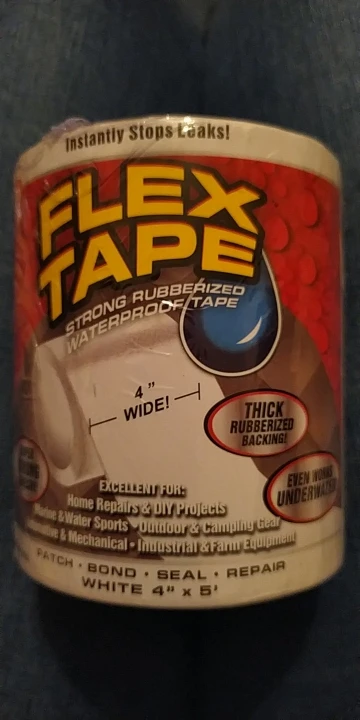 Instantly Stops Leaks!
FLEX
TAPE
STRONG RUBBERIZED
WATERPROOF TAPE
4"
WIDE!
THICK
RUBBERIZED
BACKING!
EVEN WORKS
UNDERWATER
EXCELLENT FOR:
Home Repairs & DIY Projects
Marine & Water Sports Outdoor & Camping Gear
& Mechanical • Industrial & Farm Equipment
PATCH • BOND • SEAL • REPAIR
WHITE 4" x 5'